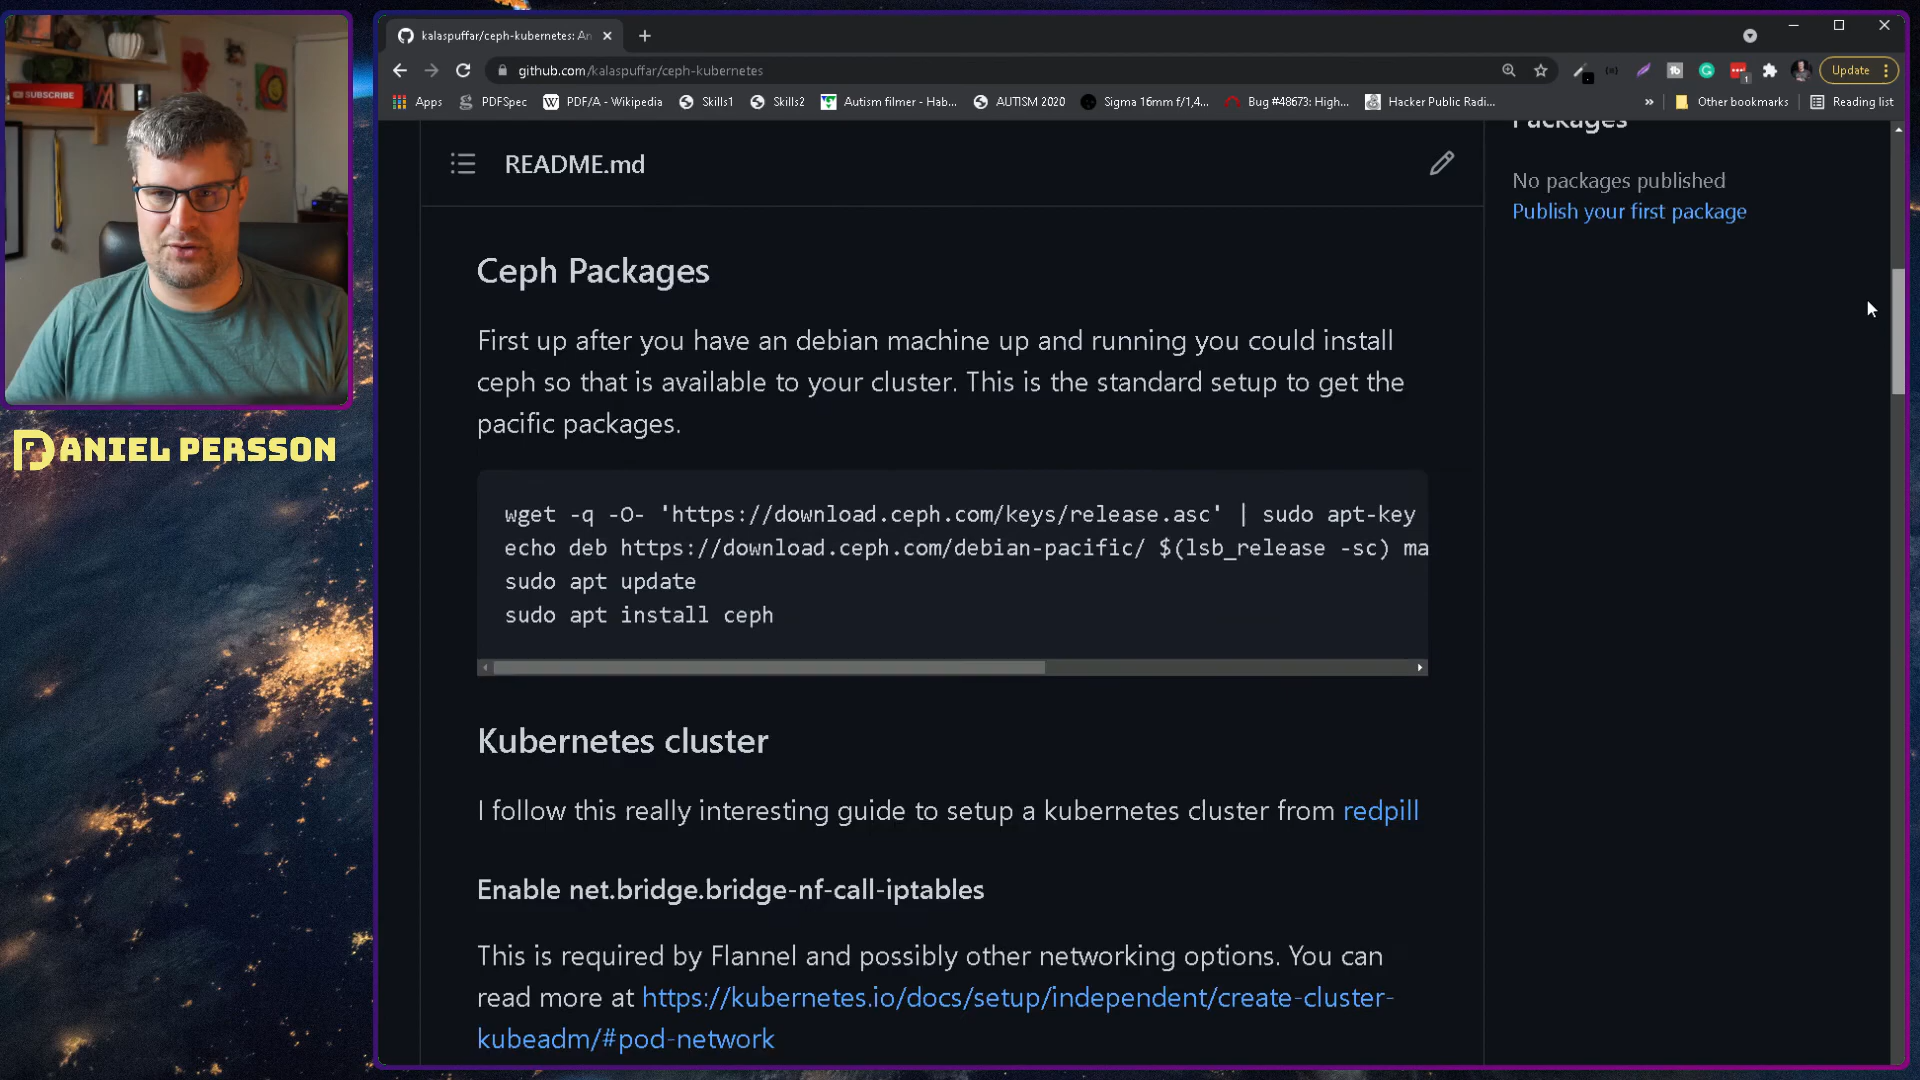 SUBSCRIBE
DANIEL PERSSON
kalaspuffar/ceph-kubernetes: An
github.com/kalaspuffar/ceph-kubernetes
Update
Apps
PDFSpec
PDF/A - Wikipedia
Skills1
Skills2
Autism filmer - Hab...
AUTISM 2020
Sigma 16mm f/1,4...
Bug #48673: High...
Hacker Public Radi...
»
Other bookmarks
Reading list
README.md
Packages
No packages published
Publish your first package
Ceph Packages
First up after you have an debian machine up and running you could install
ceph so that is available to your cluster. This is the standard setup to get the
pacific packages.
wget -q -O- 'https://download.ceph.com/keys/release.asc' | sudo apt-key
echo deb https://download.ceph.com/debian-pacific/ $(lsb_release -sc) ma
sudo apt update
sudo apt install ceph
Kubernetes cluster
I follow this really interesting guide to setup a kubernetes cluster from redpill
Enable net.bridge.bridge-nf-call-iptables
This is required by Flannel and possibly other networking options. You can
read more at https://kubernetes.io/docs/setup/independent/create-cluster-
kubeadm/#pod-network